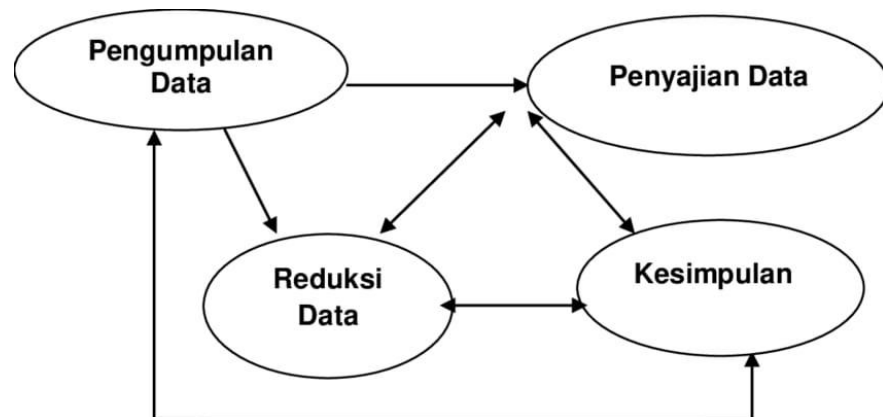 Pengumpulan
Data
Penyajian Data
Reduksi
Data
Kesimpulan